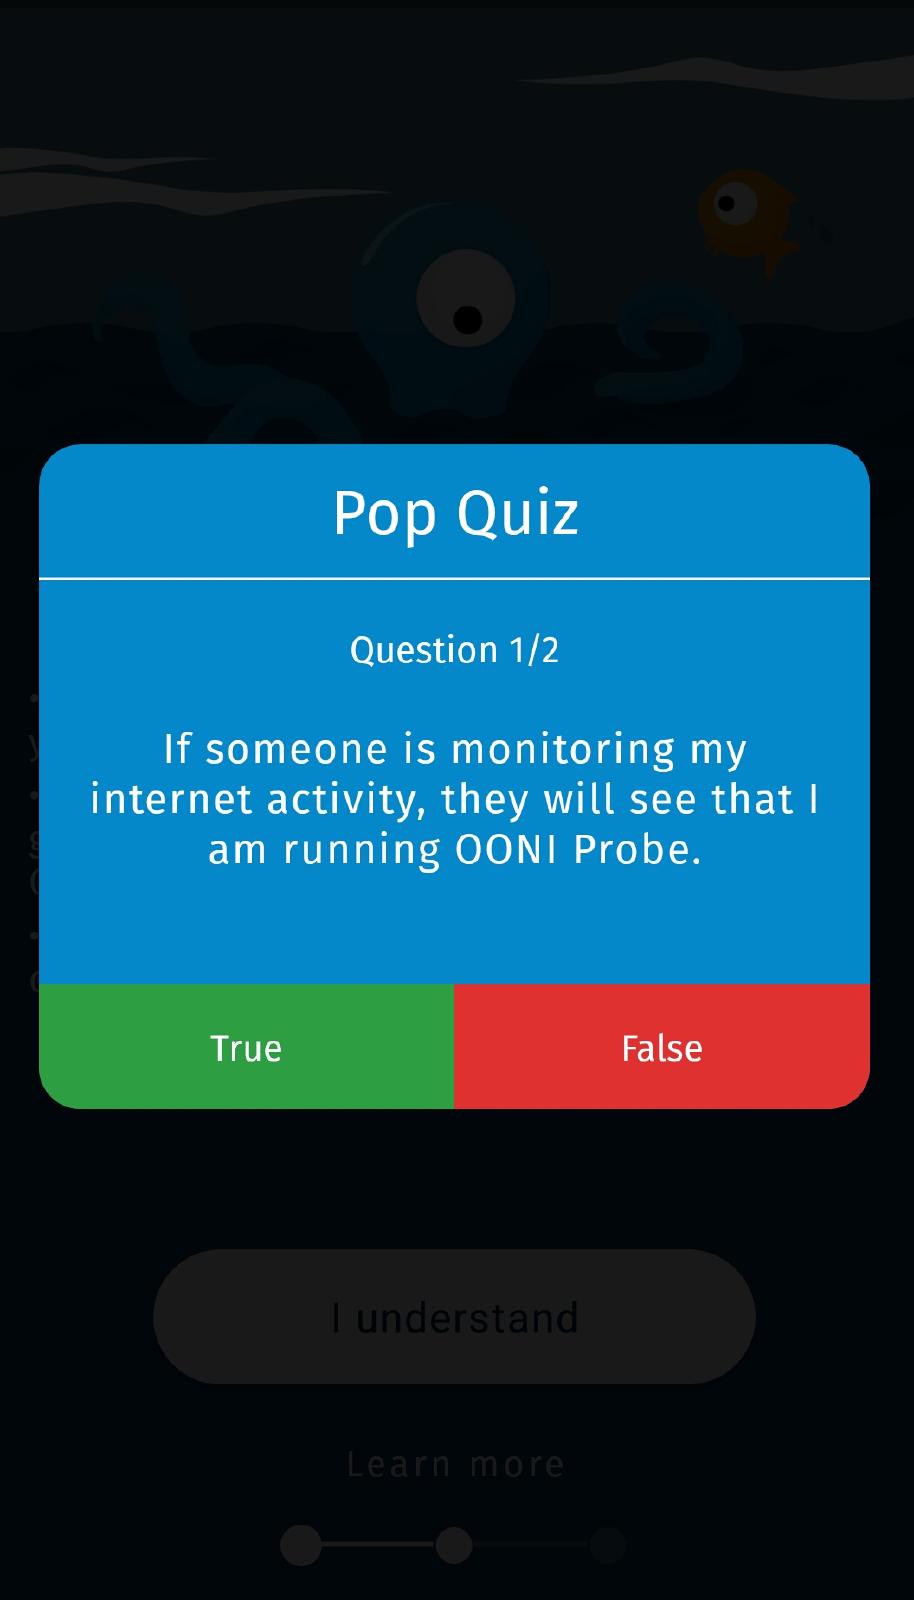 Pop Quiz
Question 1/2
If someone is monitoring my
internet activity, they will see that I
am running OONI Probe.
True
False
I understand
Learn more